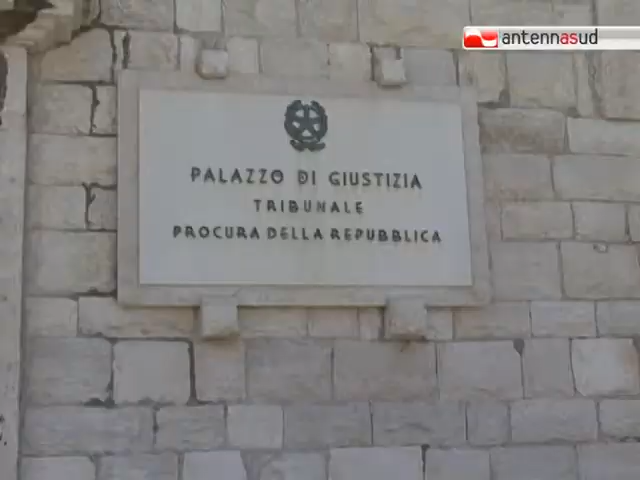 antennasud
PALAZZO DI GIUSTIZIA
TRIBUNALE
PROCURA DELLA REPUBBLICA